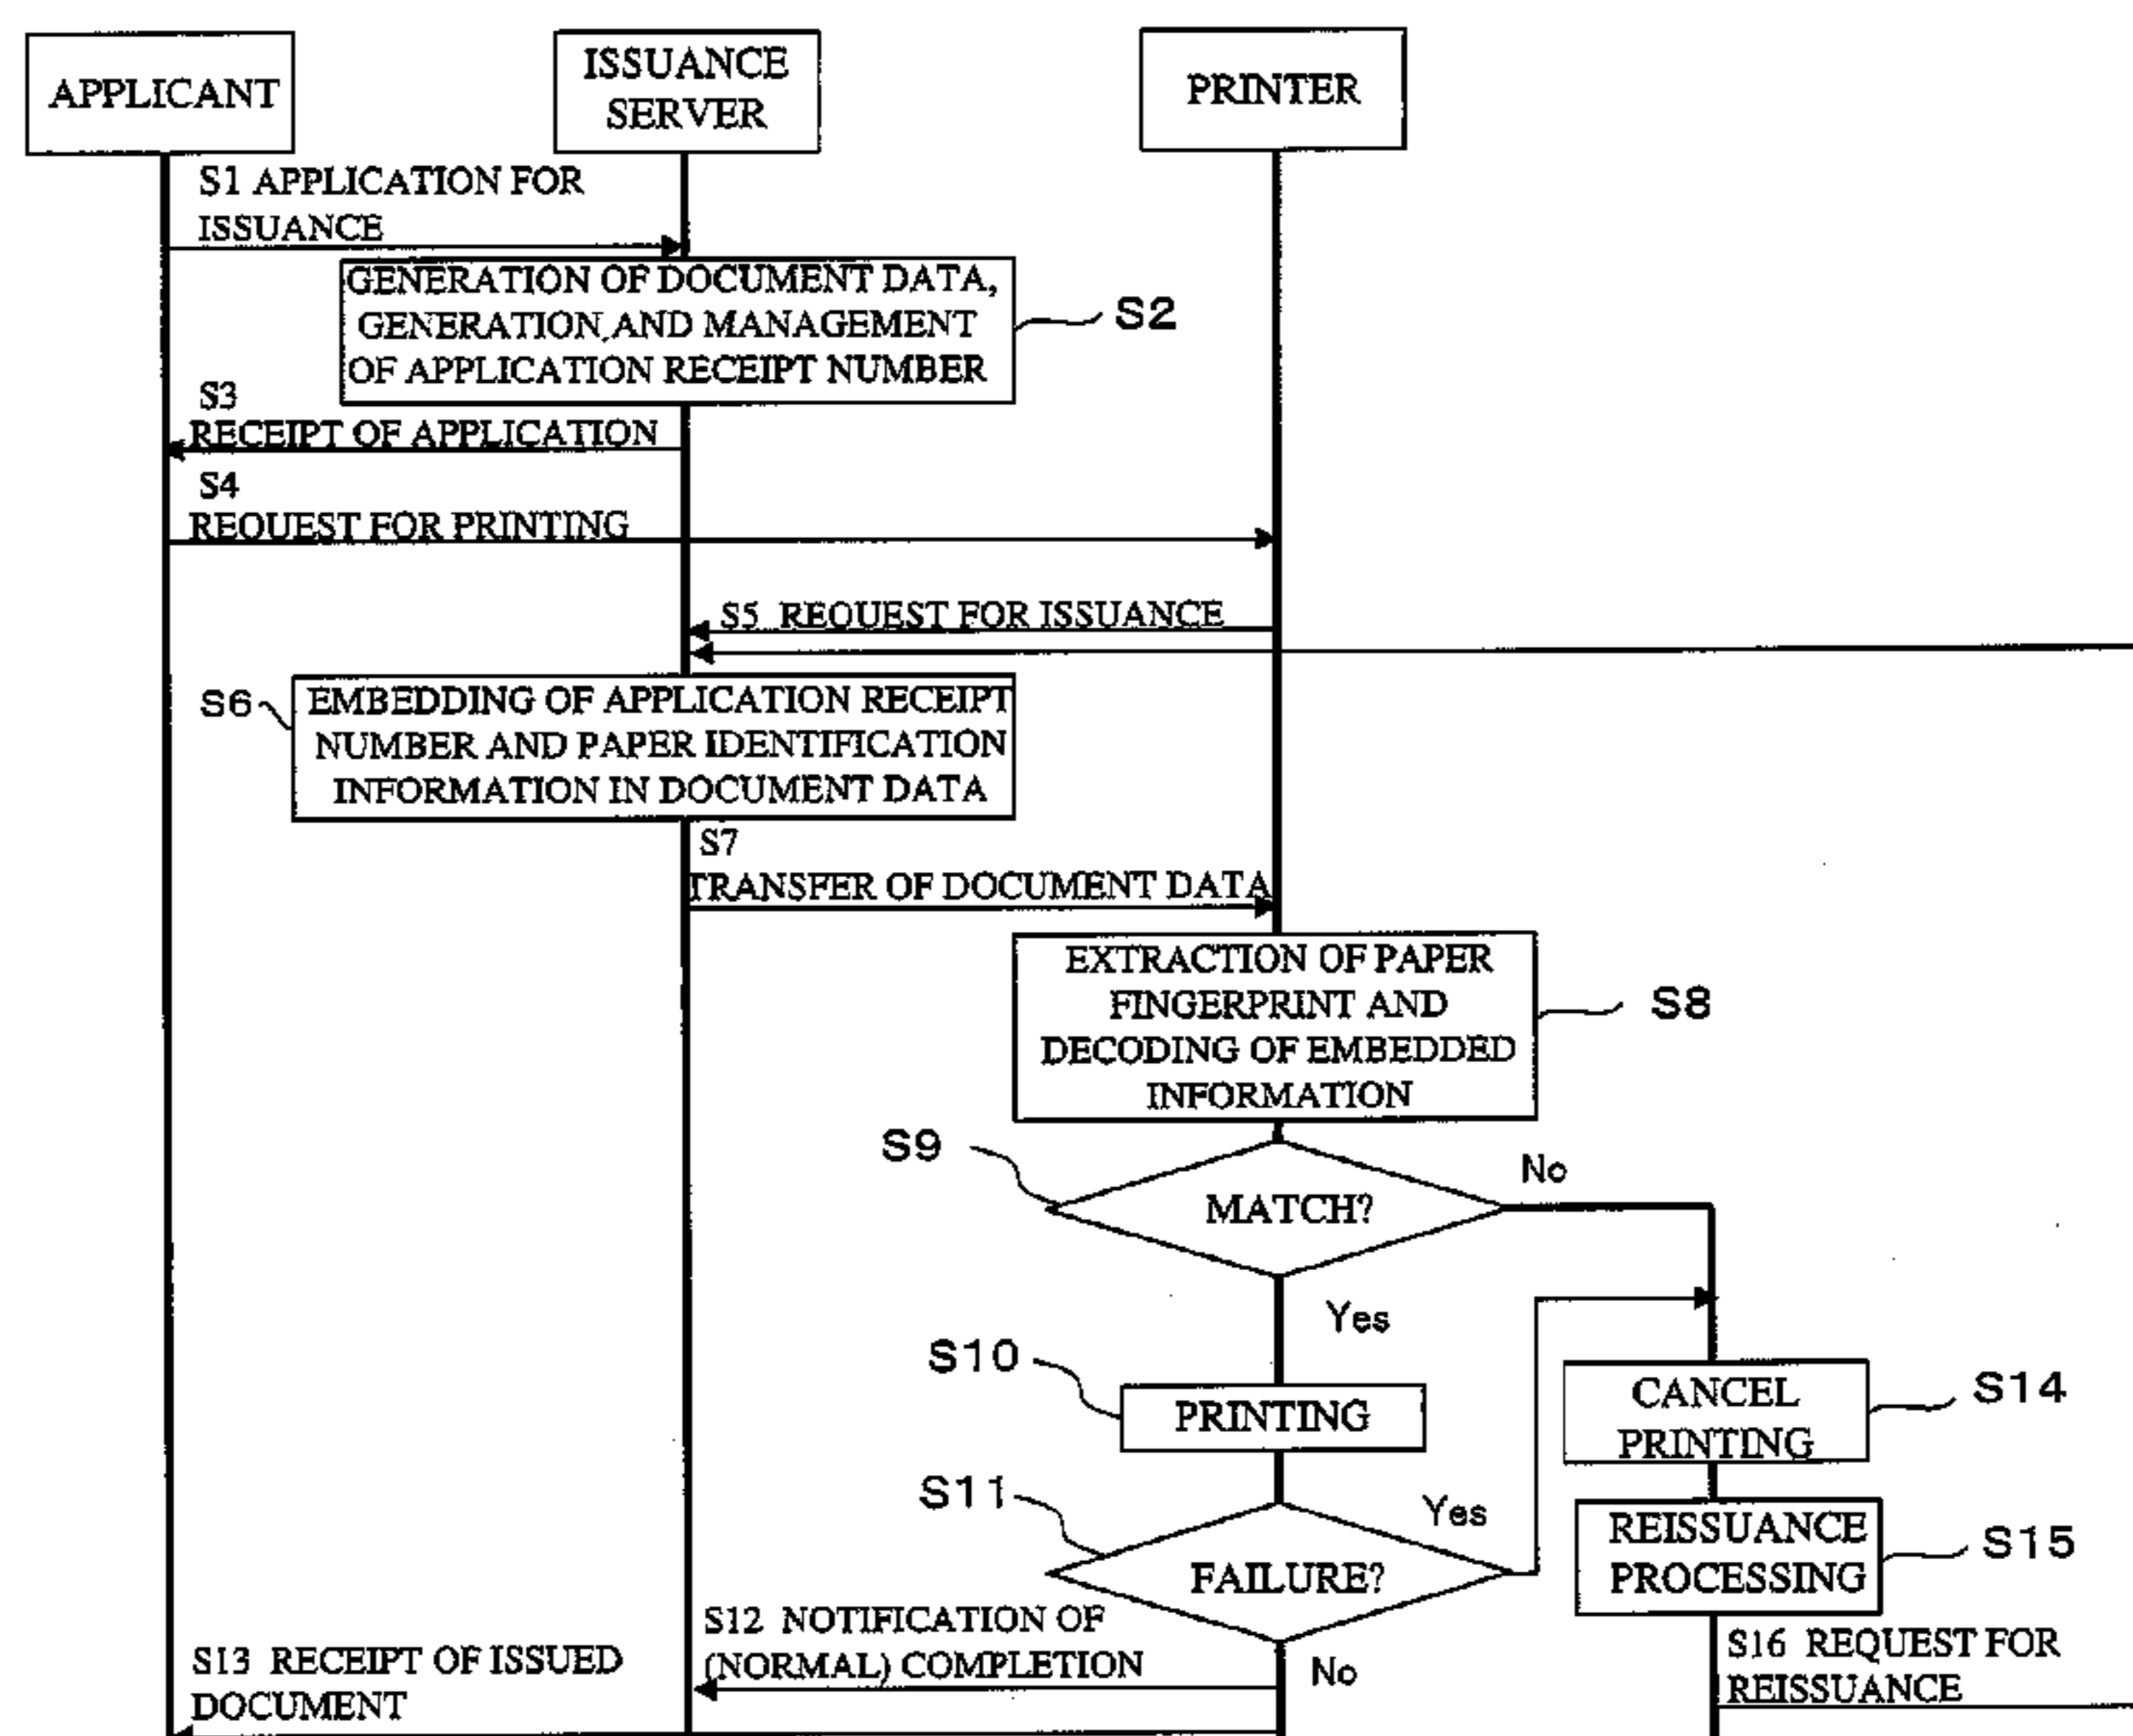 APPLICANT
ISSUANCE
SERVER
PRINTER
S1 APPLICATION FOR
ISSUANCE
GENERATION OF DOCUMENT DATA,
GENERATION AND MANAGEMENT
OF APPLICATION RECEIPT NUMBER
S2
S3
RECEIPT OF APPLICATION
S4
REQUEST FOR PRINTING
S5 REQUEST FOR ISSUANCE
S6
EMBEDDING OF APPLICATION RECEIPT
NUMBER AND PAPER IDENTIFICATION
INFORMATION IN DOCUMENT DATA
S7
TRANSFER OF DOCUMENT DATA
EXTRACTION OF PAPER
FINGERPRINT AND
DECODING OF EMBEDDED
INFORMATION
S8
S9
MATCH?
No
Yes
S10
PRINTING
CANCEL
PRINTING
S14
S11
FAILURE?
Yes
REISSUANCE
PROCESSING
S15
S12 NOTIFICATION OF
(NORMAL) COMPLETION
No
S13 RECEIPT OF ISSUED
DOCUMENT
S16 REQUEST FOR
REISSUANCE